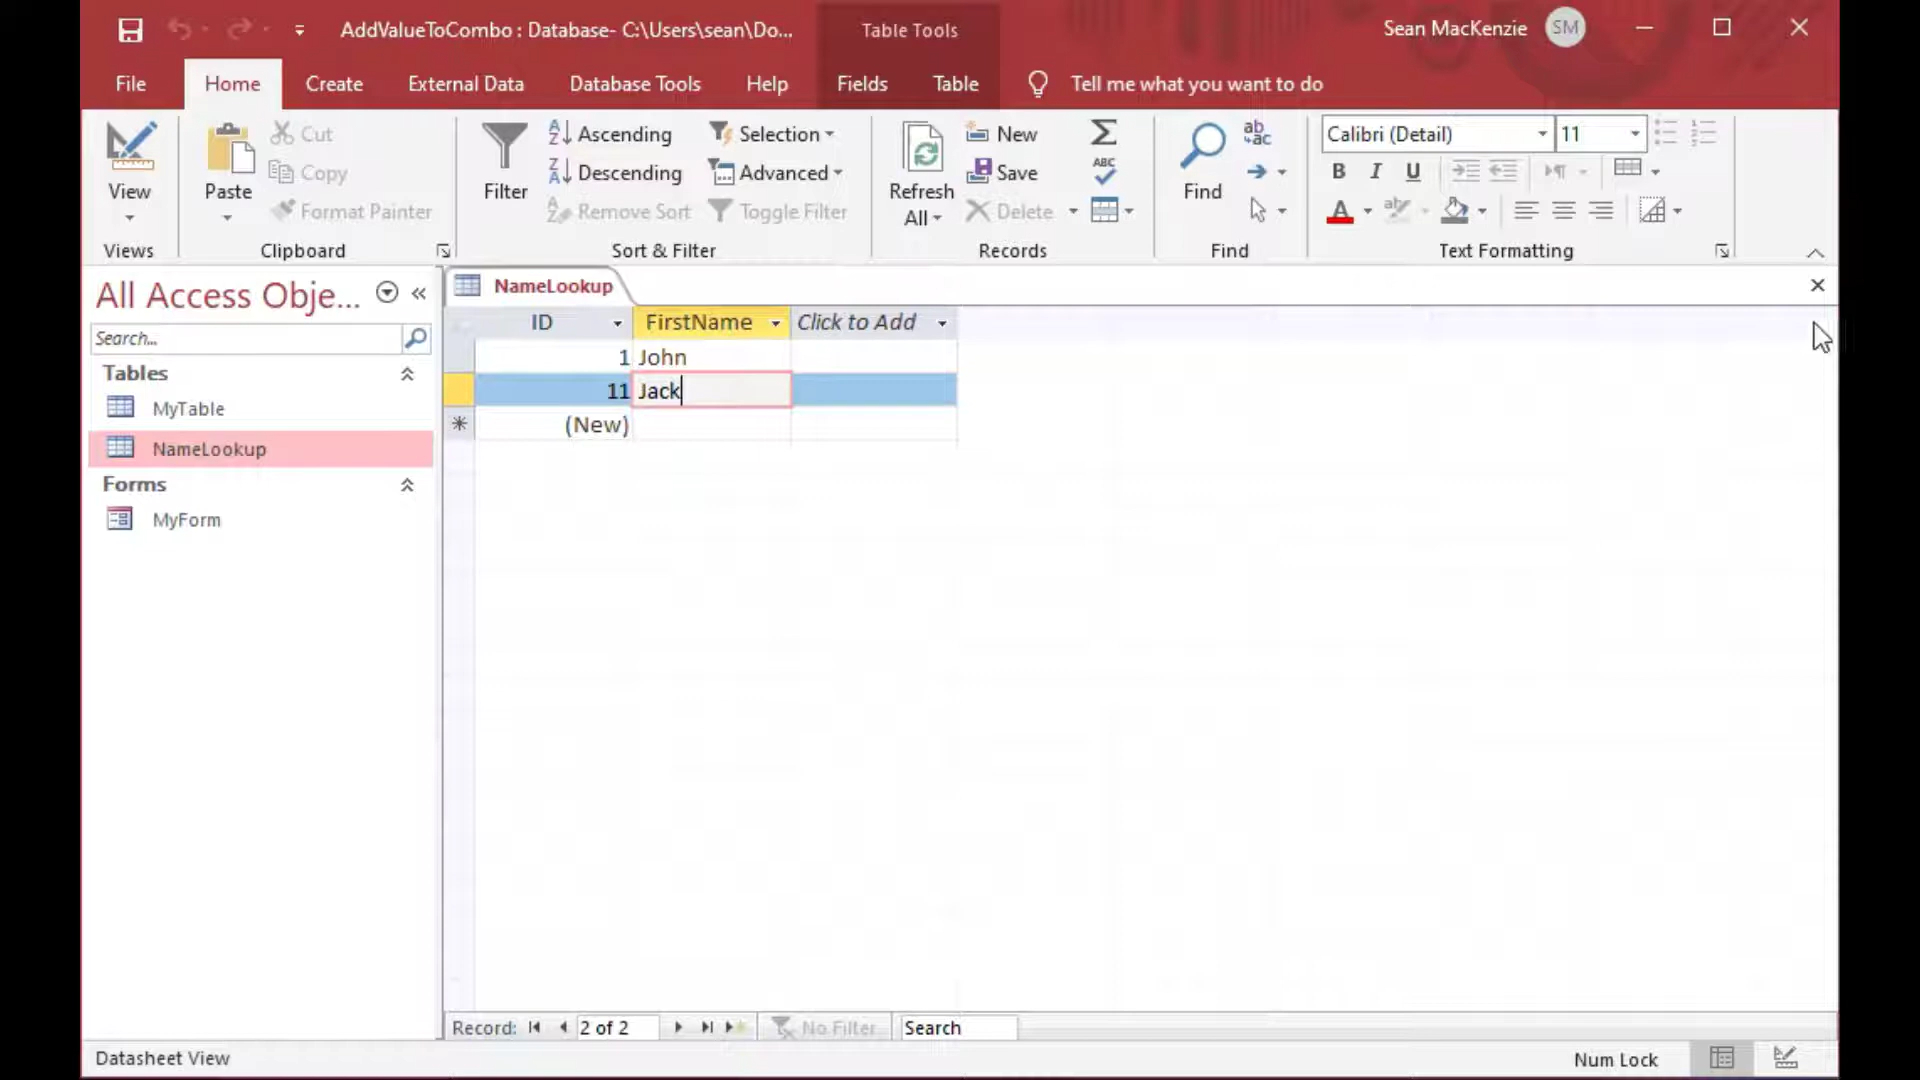 AddValueToCombo : Database- C:\Users\sean\Do...
Table Tools
Sean MacKenzie
SM
File
Home
Create
External Data
Database Tools
Help
Fields
Table
Tell me what you want to do
View
Views
Paste
Cut
Copy
Format Painter
Clipboard
Filter
Ascending
Descending
Remove Sort
Selection
Advanced
Toggle Filter
Sort & Filter
Refresh
All
New
Save
Delete
Records
Find
Find
Calibri (Detail)
11
B I U
Text Formatting
All Access Obje...
Search...
Tables
MyTable
NameLookup
Forms
MyForm
NameLookup
ID FirstName Click to Add
1 John
11 Jack
(New)
Record: 2 of 2 No Filter Search
Datasheet View
Num Lock